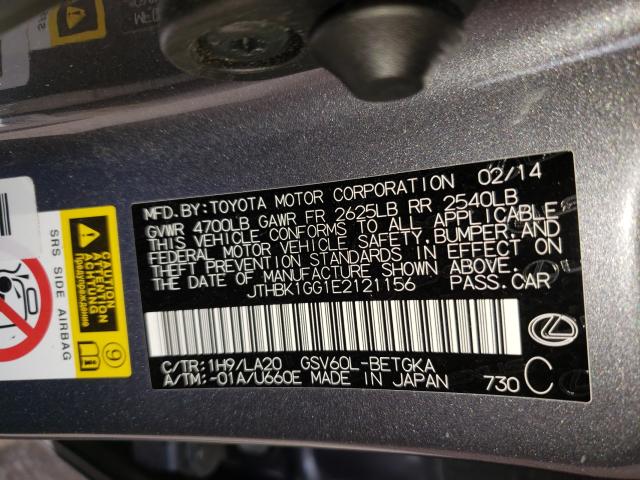 MFD.BY:TOYOTA MOTOR CORPORATION 02/14
GVWR 4700LB GAWR FR 2625LB RR 2540LB
THIS VEHICLE CONFORMS TO ALL APPLICABLE
FEDERAL MOTOR VEHICLE SAFETY,BUMPER,AND
THEFT PREVENTION STANDARDS IN EFFECT ON
THE DATE OF MANUFACTURE SHOWN ABOVE.
JTHBK1GG1E2121156 PASS.CAR
C/TR:1H9/LA20 GSV60L-BETGKA
A/TM:-01A/U660E MADE IN JAPAN 730 C
SRS SIDE AIRBAG
CAUTION
ATTENTION
Предупреждение
9